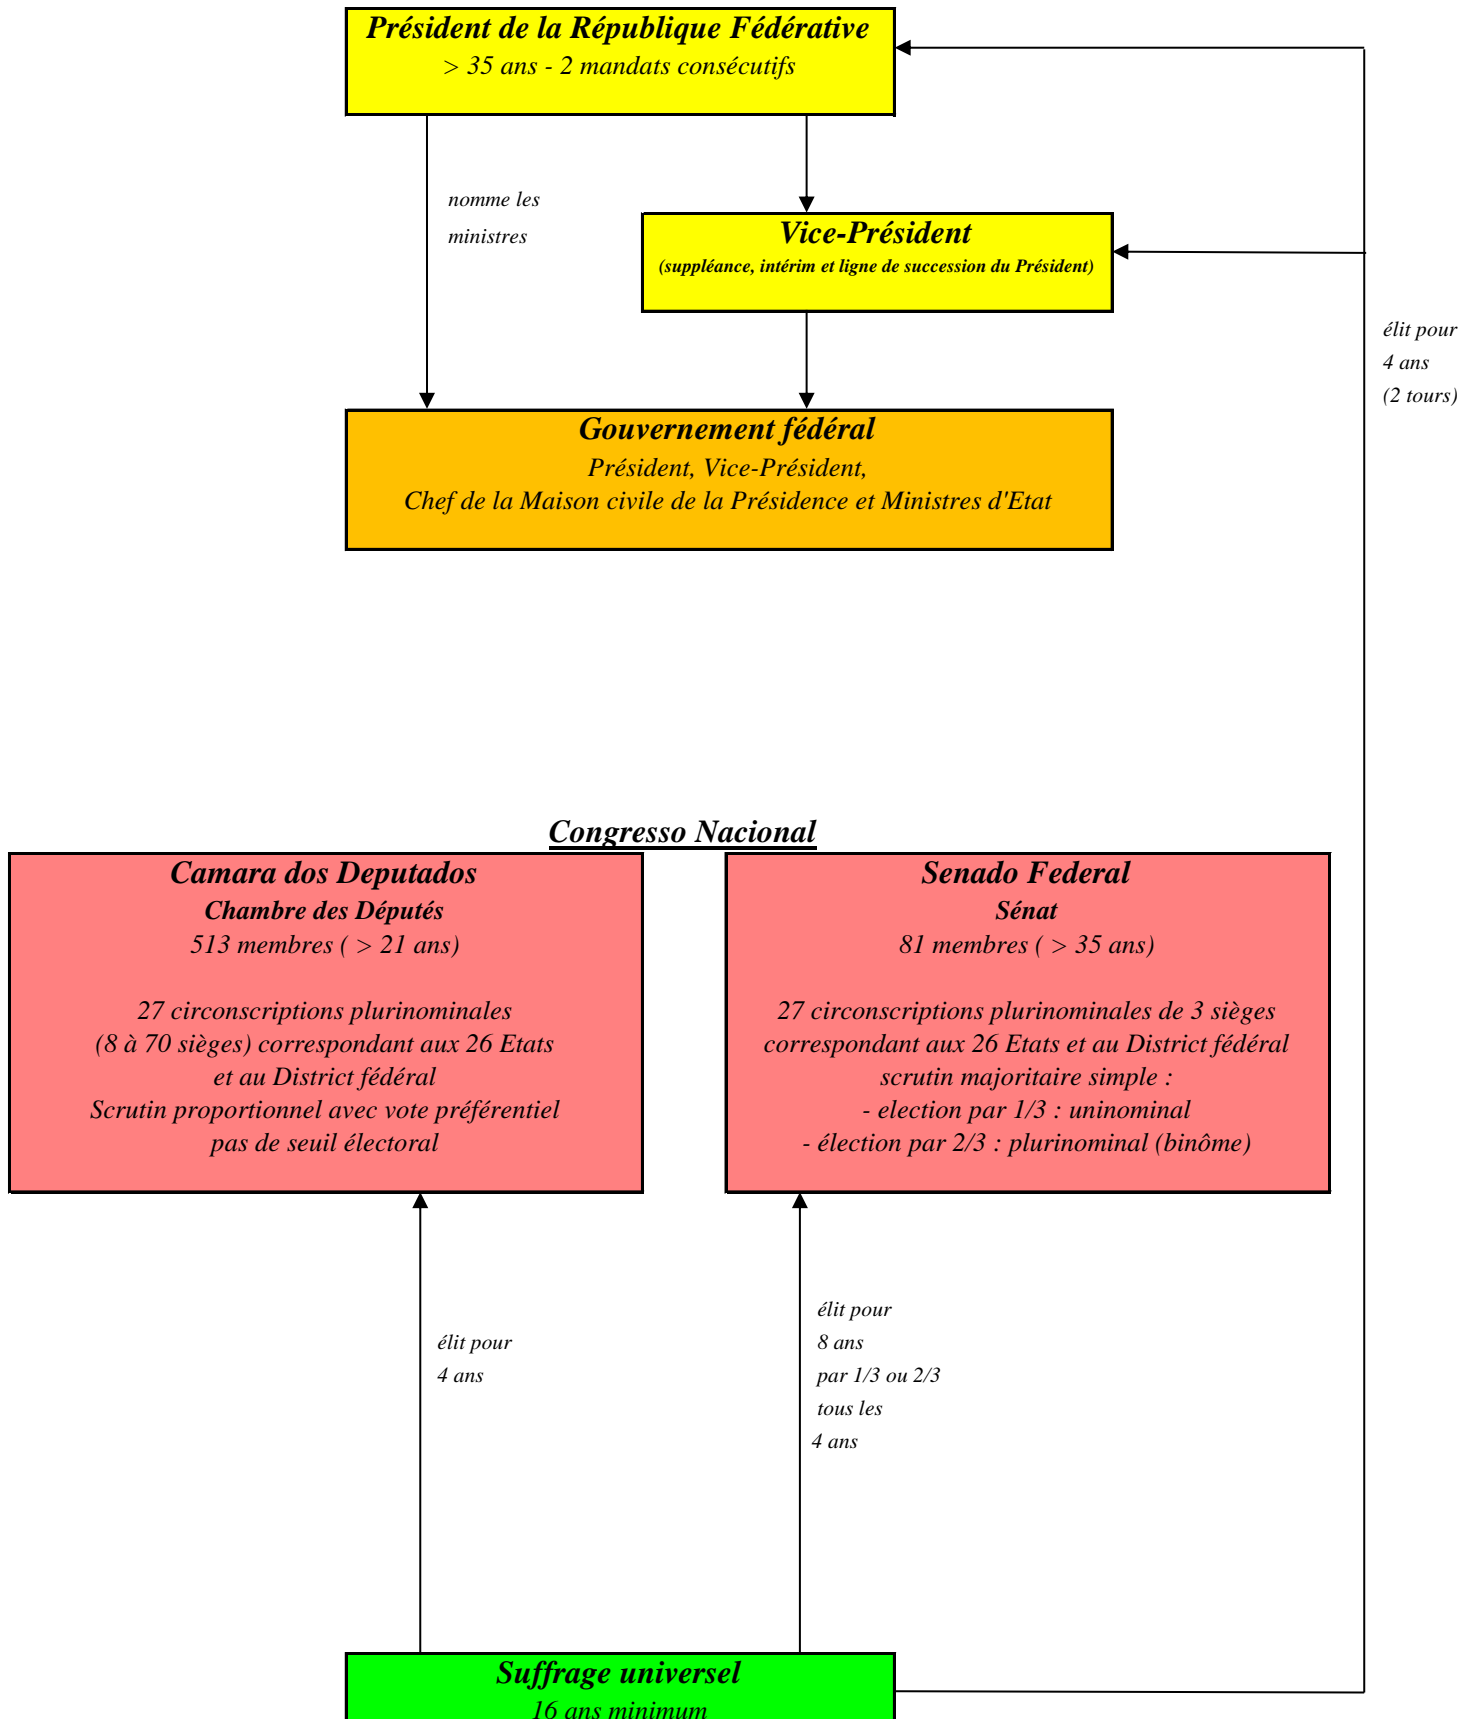 Président de la République Fédérative
> 35 ans - 2 mandats consécutifs
nomme les
ministres
Vice-Président
(suppléance, intérim et ligne de succession du Président)
élit pour
4 ans
(2 tours)
Gouvernement fédéral
Président, Vice-Président,
Chef de la Maison civile de la Présidence et Ministres d'Etat
Congresso Nacional
Camara dos Deputados
Chambre des Députés
513 membres ( > 21 ans)
27 circonscriptions plurinominales
(8 à 70 sièges) correspondant aux 26 Etats
et au District fédéral
Scrutin proportionnel avec vote préférentiel
pas de seuil électoral
Senado Federal
Sénat
81 membres ( > 35 ans)
27 circonscriptions plurinominales de 3 sièges
correspondant aux 26 Etats et au District fédéral
scrutin majoritaire simple :
- election par 1/3 : uninominal
- élection par 2/3 : plurinominal (binôme)
élit pour
4 ans
élit pour
8 ans
par 1/3 ou 2/3
tous les
4 ans
Suffrage universel
16 ans minimum